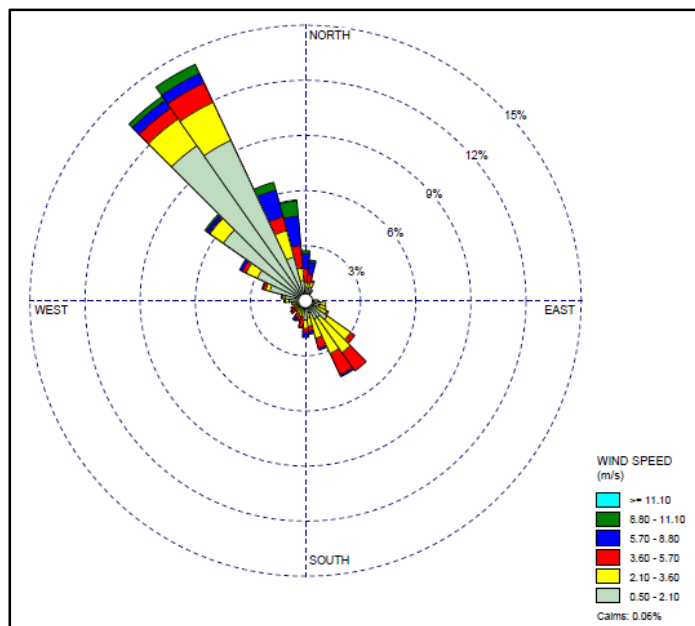 NORTH
15%
12%
9%
6%
3%
WEST
EAST
SOUTH
WIND SPEED
(m/s)
>= 11.10
8.80 - 11.10
5.70 - 8.80
3.60 - 5.70
2.10 - 3.60
0.50 - 2.10
Calms: 0.06%